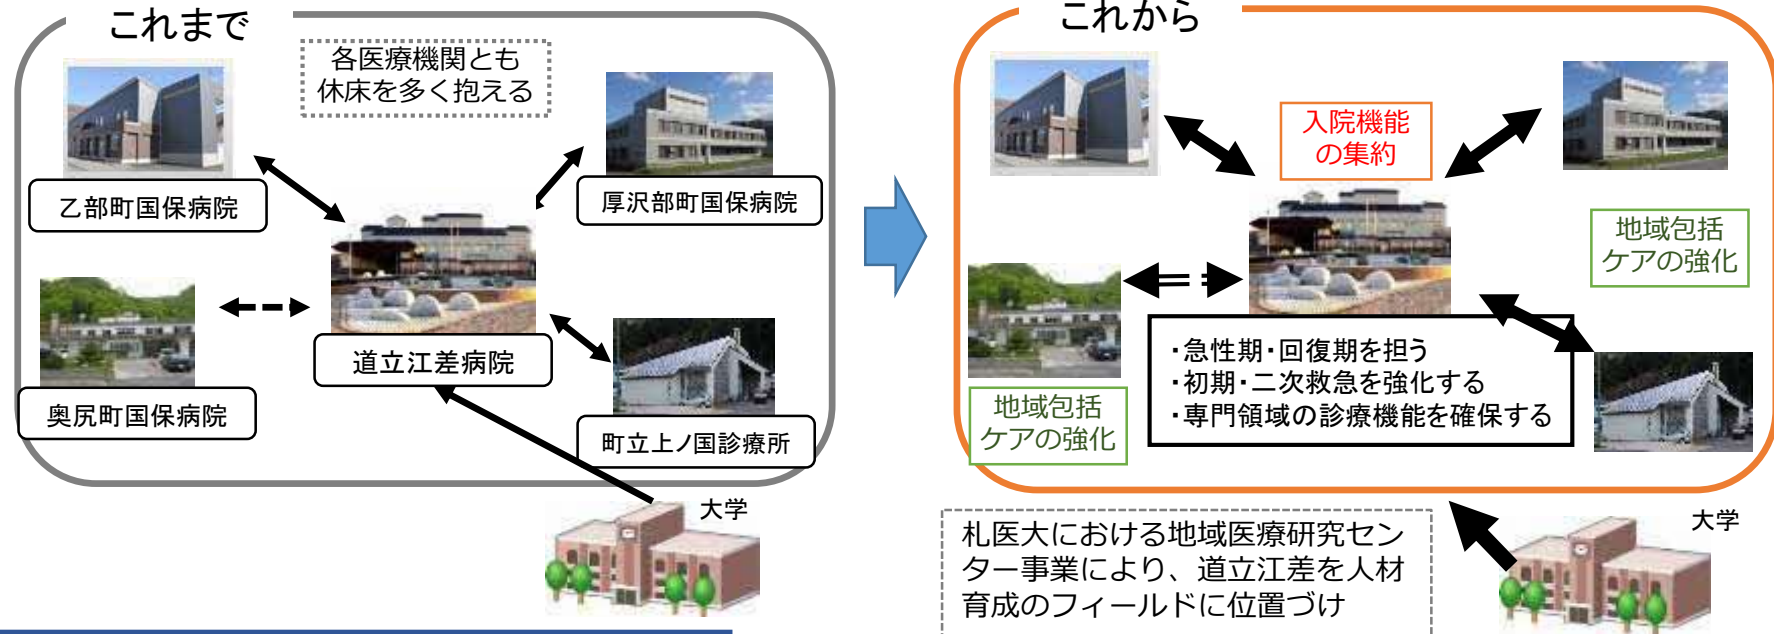 これまで
各医療機関とも
休床を多く抱える
乙部町国保病院
厚沢部町国保病院
道立江差病院
奥尻町国保病院
町立上ノ国診療所
大学
これから
入院機能
の集約
地域包括
ケアの強化
・急性期・回復期を担う
・初期・二次救急を強化する
・専門領域の診療機能を確保する
地域包括
ケアの強化
大学
札医大における地域医療研究セン
ター事業により、道立江差を人材
育成のフィールドに位置づけ